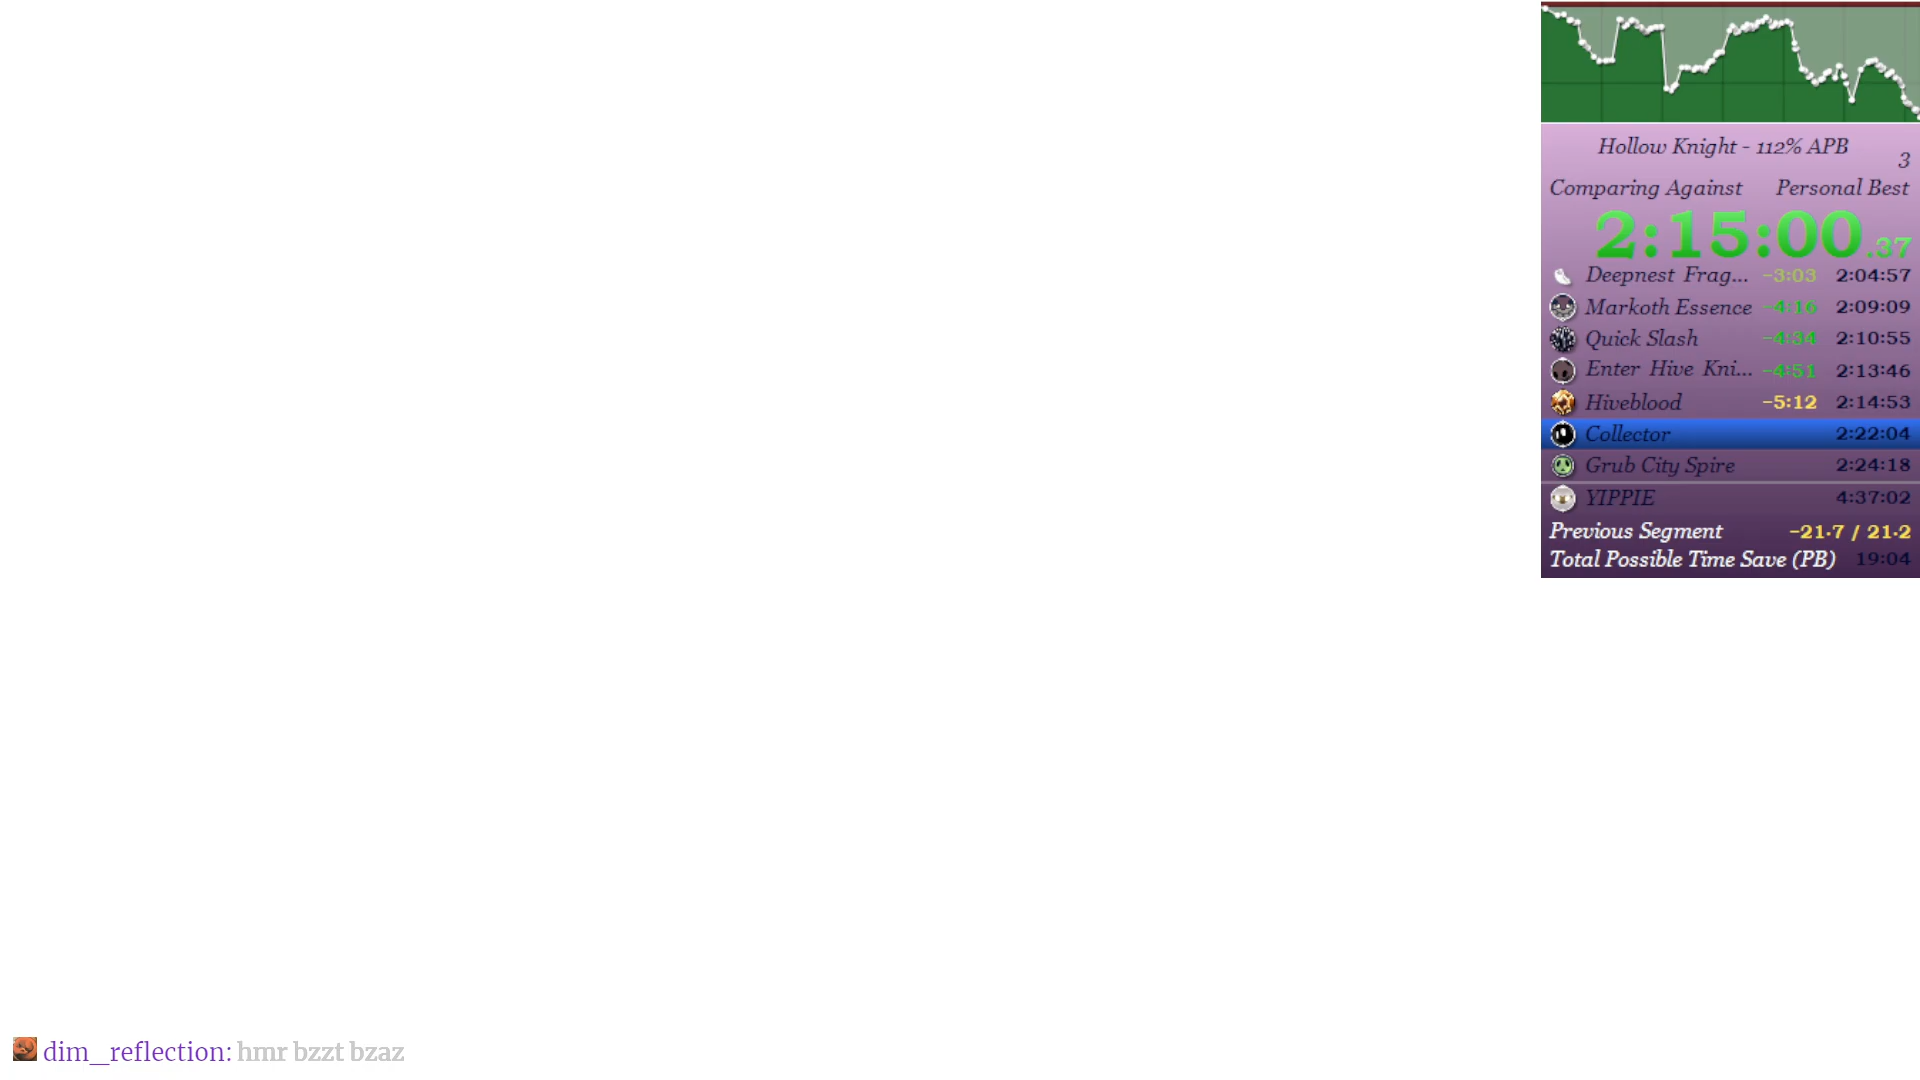 Hollow Knight - 112% APB
3
Comparing Against Personal Best
2:15:00.37
Deepnest Frag... -3:03 2:04:57
Markoth Essence -4:16 2:09:09
Quick Slash -4:34 2:10:55
Enter Hive Kni... -4:51 2:13:46
Hiveblood -5:12 2:14:53
Collector 2:22:04
Grub City Spire 2:24:18
YIPPIE 4:37:02
Previous Segment -21.7 / 21.2
Total Possible Time Save (PB) 19:04
dim_reflection: hmr bzzt bzaz